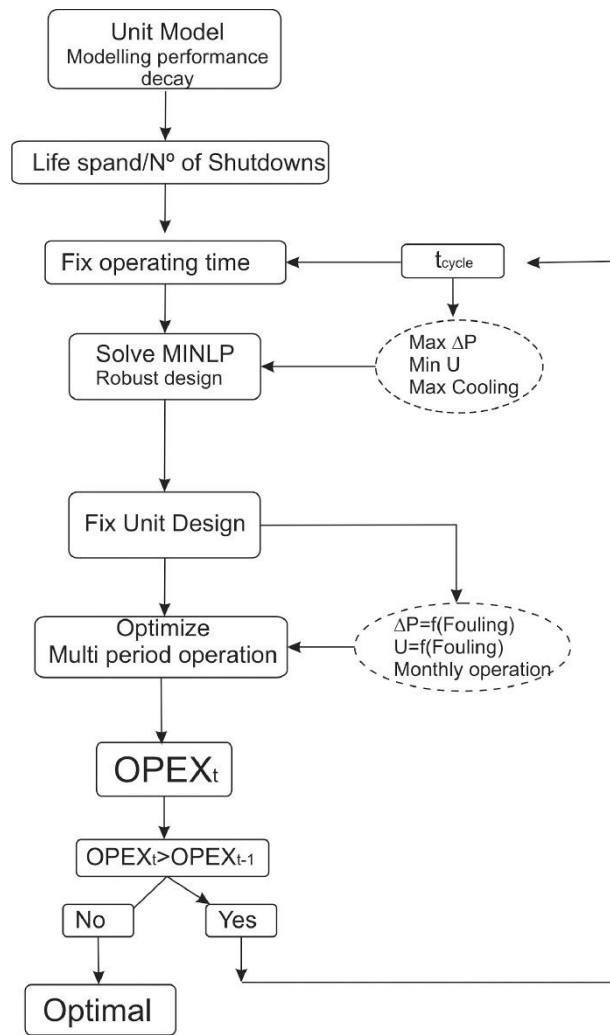 Unit Model
Modelling performance
decay
Life spand/Nº of Shutdowns
Fix operating time
tcycle
Solve MINLP
Robust design
Max ΔP
Min U
Max Cooling
Fix Unit Design
Optimize
Multi period operation
ΔP=f(Fouling)
U=f(Fouling)
Monthly operation
OPEXt
OPEXt>OPEXt-1
No
Yes
Optimal